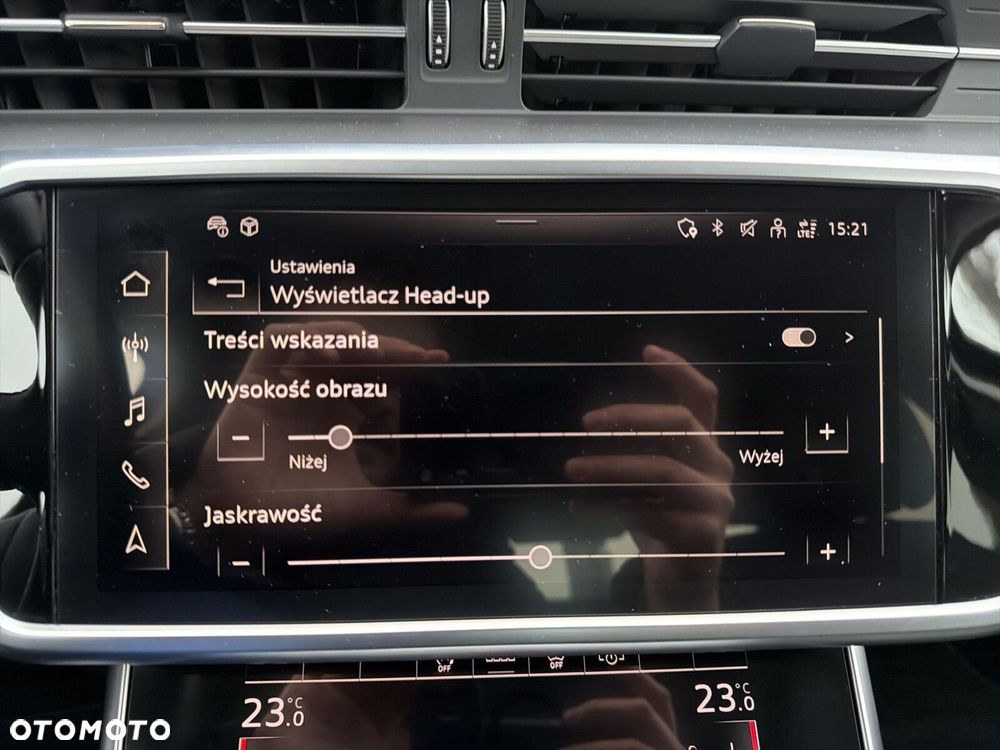 LTE 15:21
Ustawienia
Wyświetlacz Head-up
Treści wskazania
Wysokość obrazu
Niżej
Wyżej
Jaskrawość
OFF
OFF
23.0 °C
23.0 °C
OTOMOTO